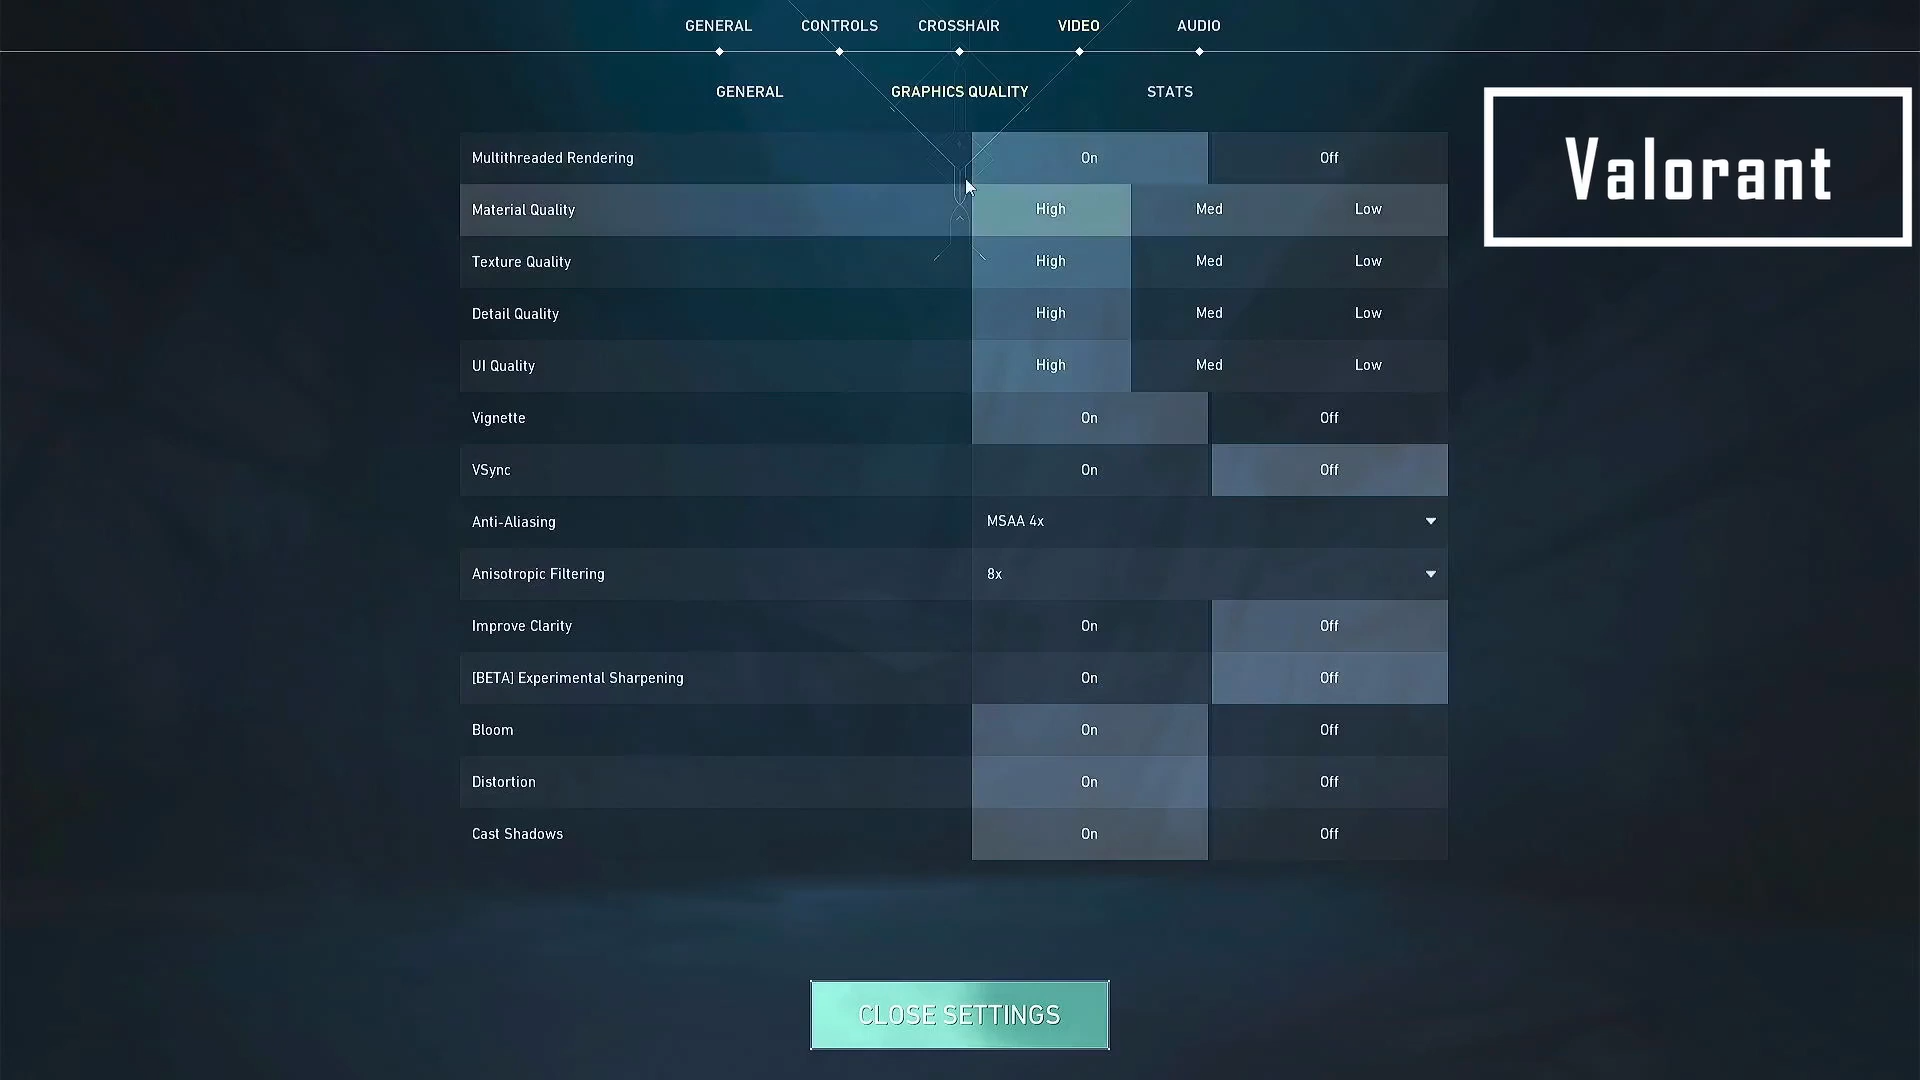 GENERAL CONTROLS CROSSHAIR VIDEO AUDIO
GENERAL GRAPHICS QUALITY STATS
Valorant
Multithreaded Rendering On Off
Material Quality High Med Low
Texture Quality High Med Low
Detail Quality High Med Low
UI Quality High Med Low
Vignette On Off
VSync On Off
Anti-Aliasing MSAA 4x
Anisotropic Filtering 8x
Improve Clarity On Off
[BETA] Experimental Sharpening On Off
Bloom On Off
Distortion On Off
Cast Shadows On Off
CLOSE SETTINGS